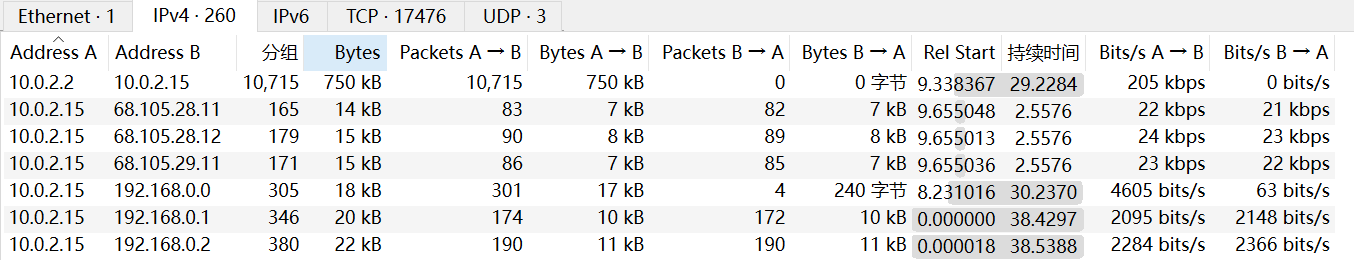 Ethernet · 1 IPv4 · 260 IPv6 TCP · 17476 UDP · 3
Address A Address B 分组 Bytes Packets A → B Bytes A → B Packets B → A Bytes B → A Rel Start 持续时间 Bits/s A → B Bits/s B → A
10.0.2.2 10.0.2.15 10,715 750 kB 10,715 750 kB 0 0 字节 9.338367 29.2284 205 kbps 0 bits/s
10.0.2.15 68.105.28.11 165 14 kB 83 7 kB 82 7 kB 9.655048 2.5576 22 kbps 21 kbps
10.0.2.15 68.105.28.12 179 15 kB 90 8 kB 89 8 kB 9.655013 2.5576 24 kbps 23 kbps
10.0.2.15 68.105.29.11 171 15 kB 86 7 kB 85 7 kB 9.655036 2.5576 23 kbps 22 kbps
10.0.2.15 192.168.0.0 305 18 kB 301 17 kB 4 240 字节 8.231016 30.2370 4605 bits/s 63 bits/s
10.0.2.15 192.168.0.1 346 20 kB 174 10 kB 172 10 kB 0.000000 38.4297 2095 bits/s 2148 bits/s
10.0.2.15 192.168.0.2 380 22 kB 190 11 kB 190 11 kB 0.000018 38.5388 2284 bits/s 2366 bits/s